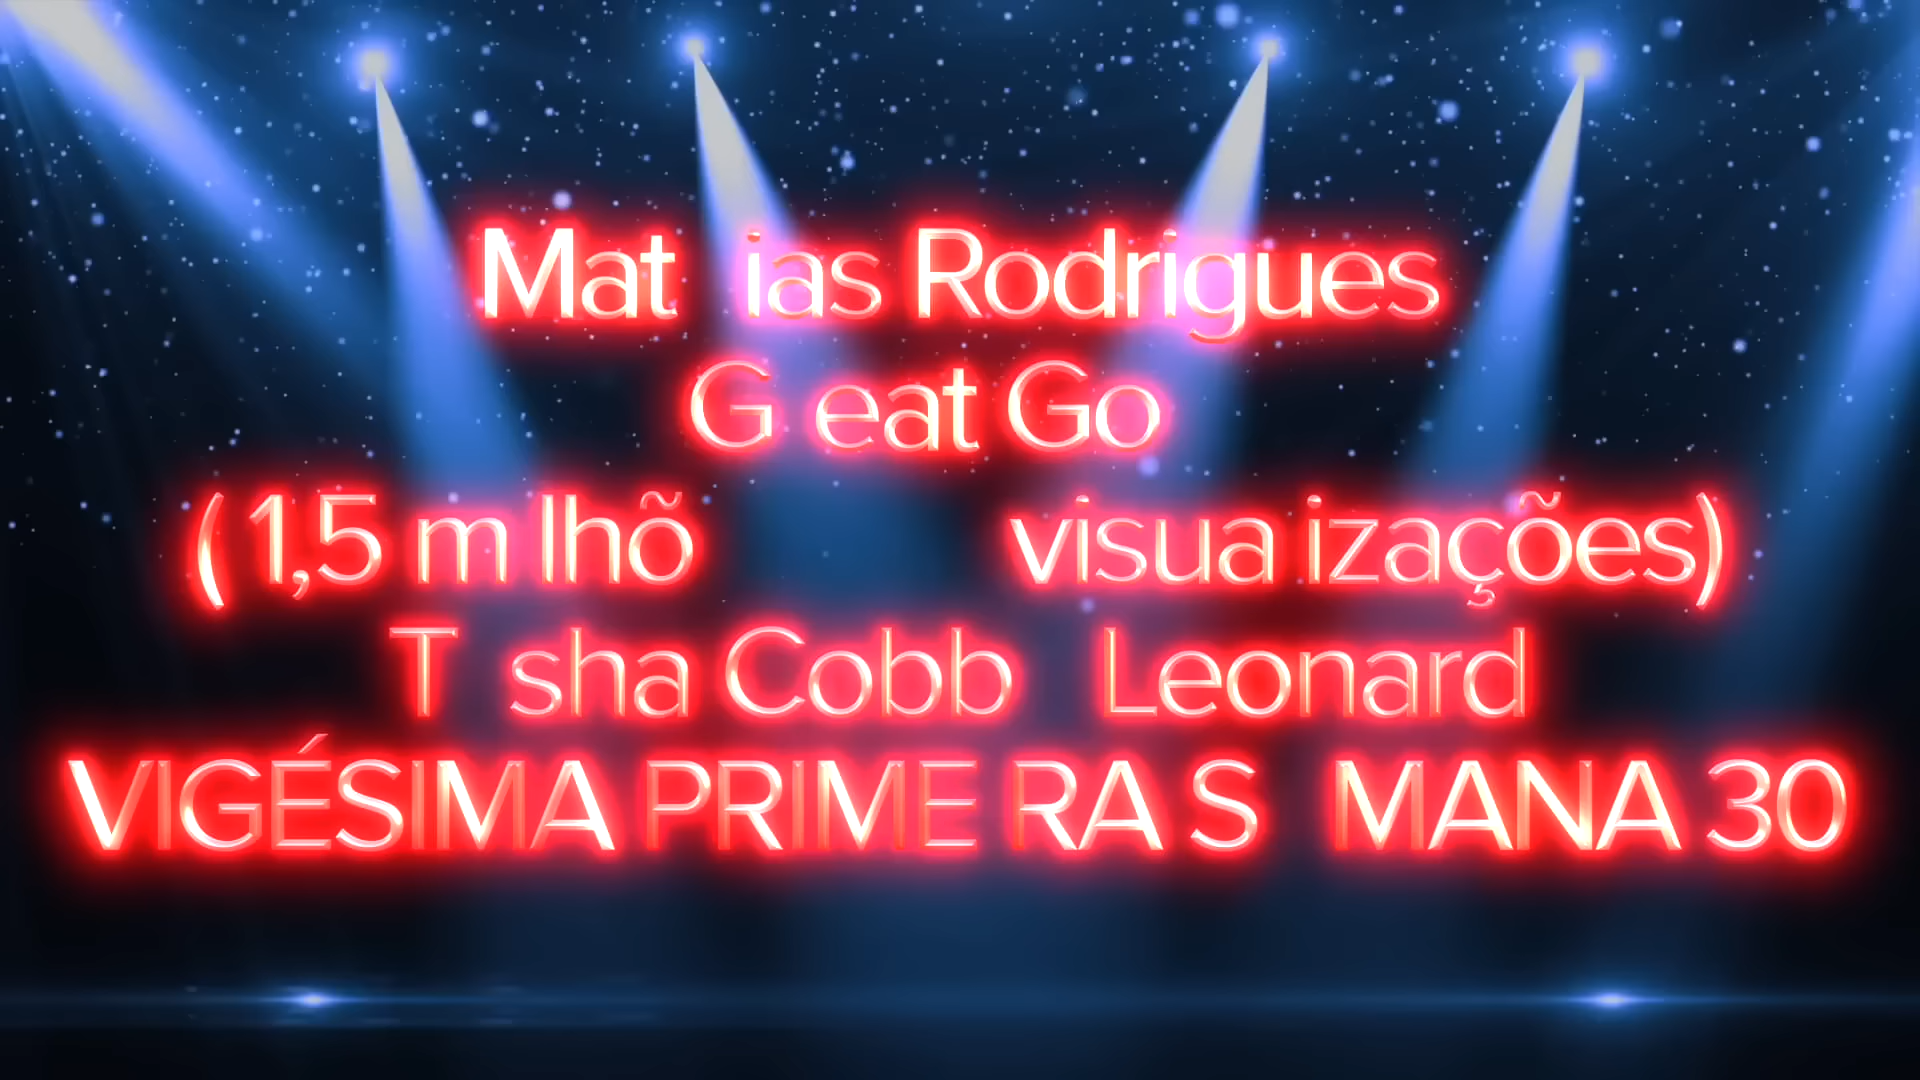 Mat ias Rodrigues
G eat Go
( 1,5 m lhõ visua izações)
T sha Cobb Leonard
VIGÉSIMA PRIME RA S MANA 30